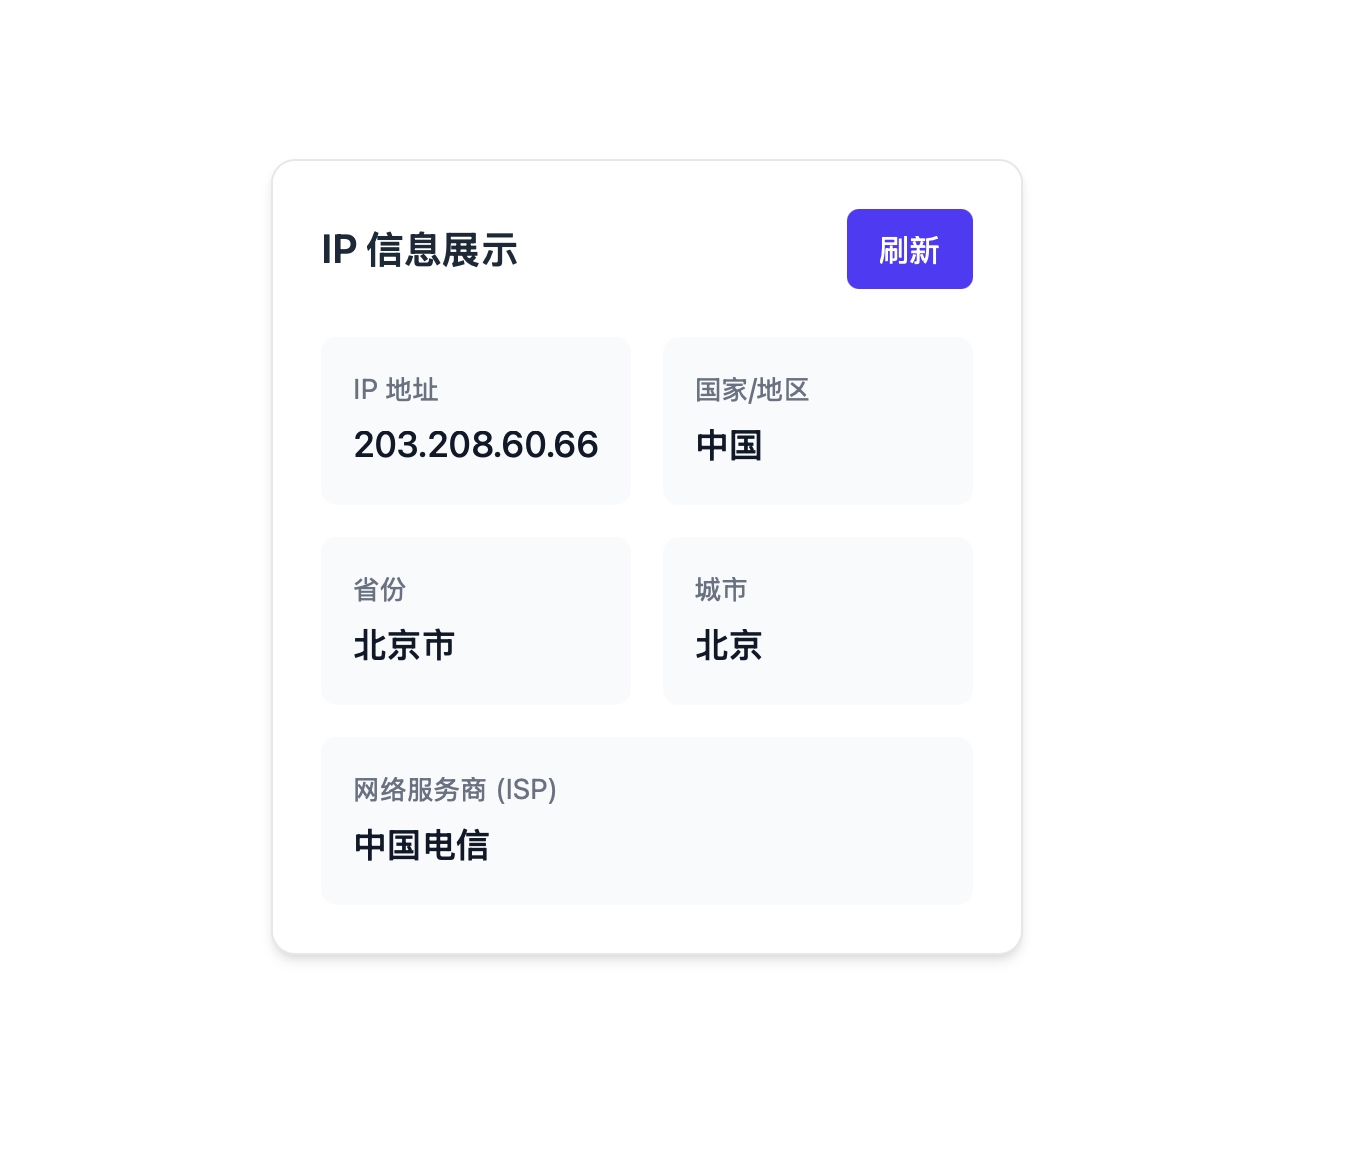 IP 信息展示
刷新
IP 地址
国家/地区
203.208.60.66
中国
省份
城市
北京市
北京
网络服务商 (ISP)
中国电信